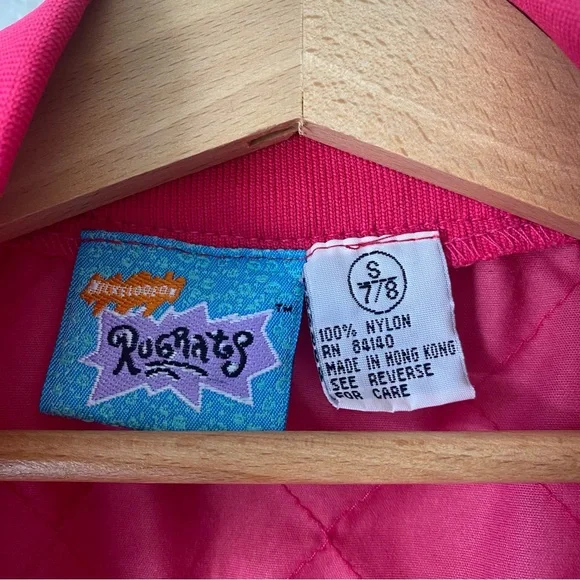 NICKELODEON
RUGRATS
TM
S
7/8
100% NYLON
RN 84140
MADE IN HONG KONG
SEE REVERSE
FOR CARE